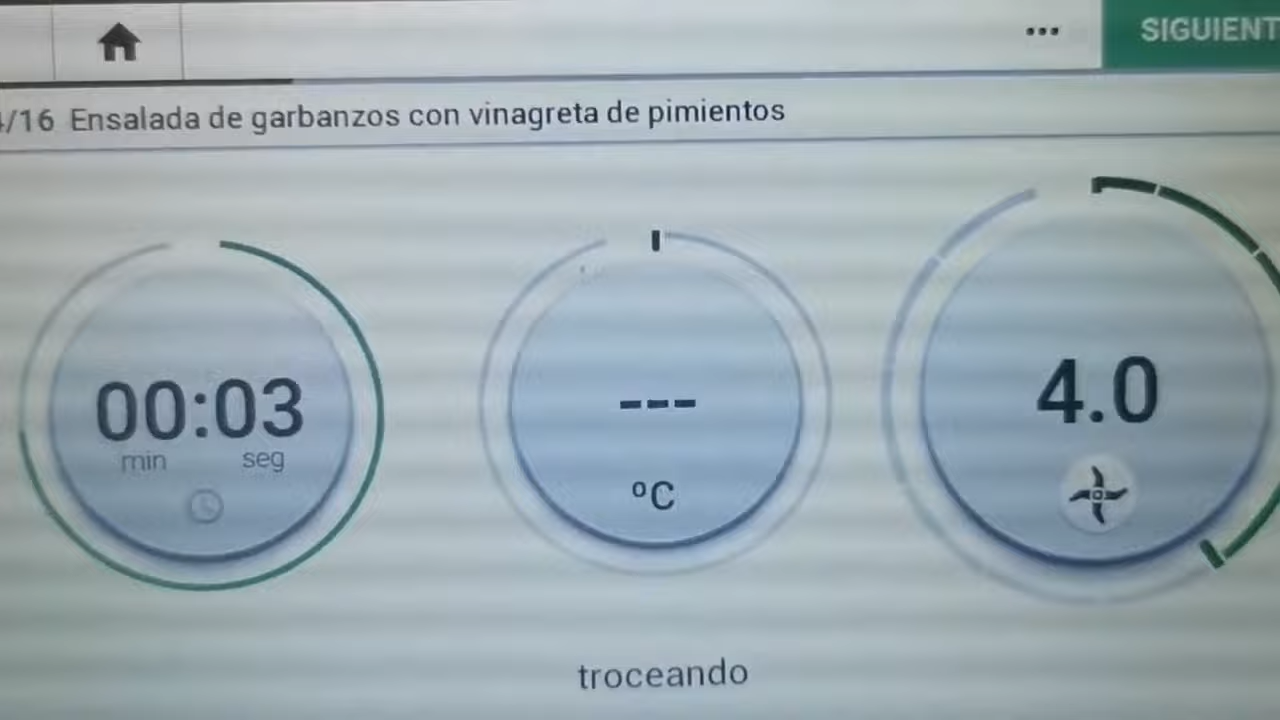 SIGUIENT
/16 Ensalada de garbanzos con vinagreta de pimientos
00:03
min seg
---
ºC
4.0
troceando